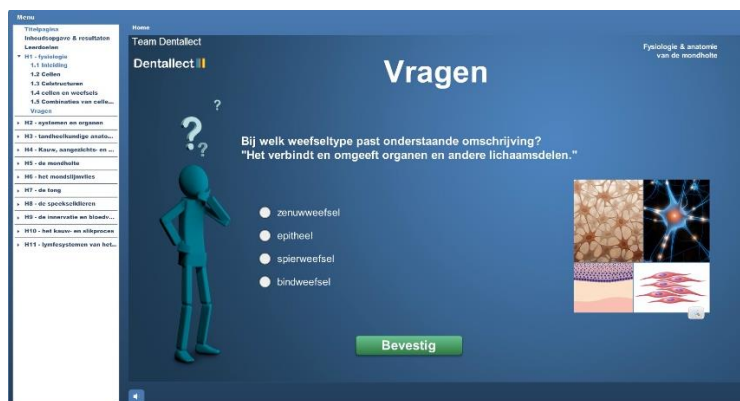 Menu
Titelpagina
Inhoudsopgave & resultaten
Leerdoelen
H1 - fysiologie
1.1 Inleiding
1.2 Cellen
1.3 Celstructuren
1.4 cellen en weefsels
1.5 Combinaties van celle...
Vragen
H2 - systemen en organen
H3 - tandheelkundige anato...
H4 - Kauw, aangezichts- en ...
H5 - de mondholte
H6 - het mondslijmvlies
H7 - de tong
H8 - de speekselklieren
H9 - de innervatie en bloedv...
H10 - het kauw- en slikproces
H11 - lymfesystemen van het...
Home
Team Dentallect
Dentallect
Vragen
Fysiologie & anatomie
van de mondholte
?
?
?
Bij welk weefseltype past onderstaande omschrijving?
"Het verbindt en omgeeft organen en andere lichaamsdelen."
zenuwweefsel
epitheel
spierweefsel
bindweefsel
Bevestig